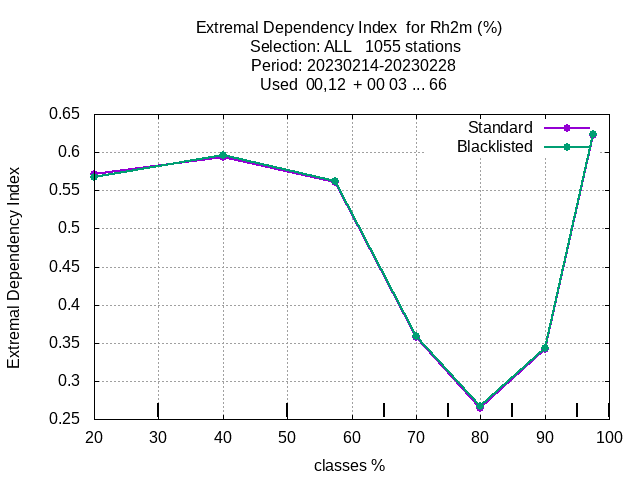 Extremal Dependency Index  for Rh2m (%)
Selection: ALL   1055 stations
Period: 20230214-20230228
Used  00,12  + 00 03 ... 66
Standard
Blacklisted
0.65
0.6
0.55
0.5
0.45
0.4
0.35
0.3
0.25
Extremal Dependency Index
20 30 40 50 60 70 80 90 100
classes %